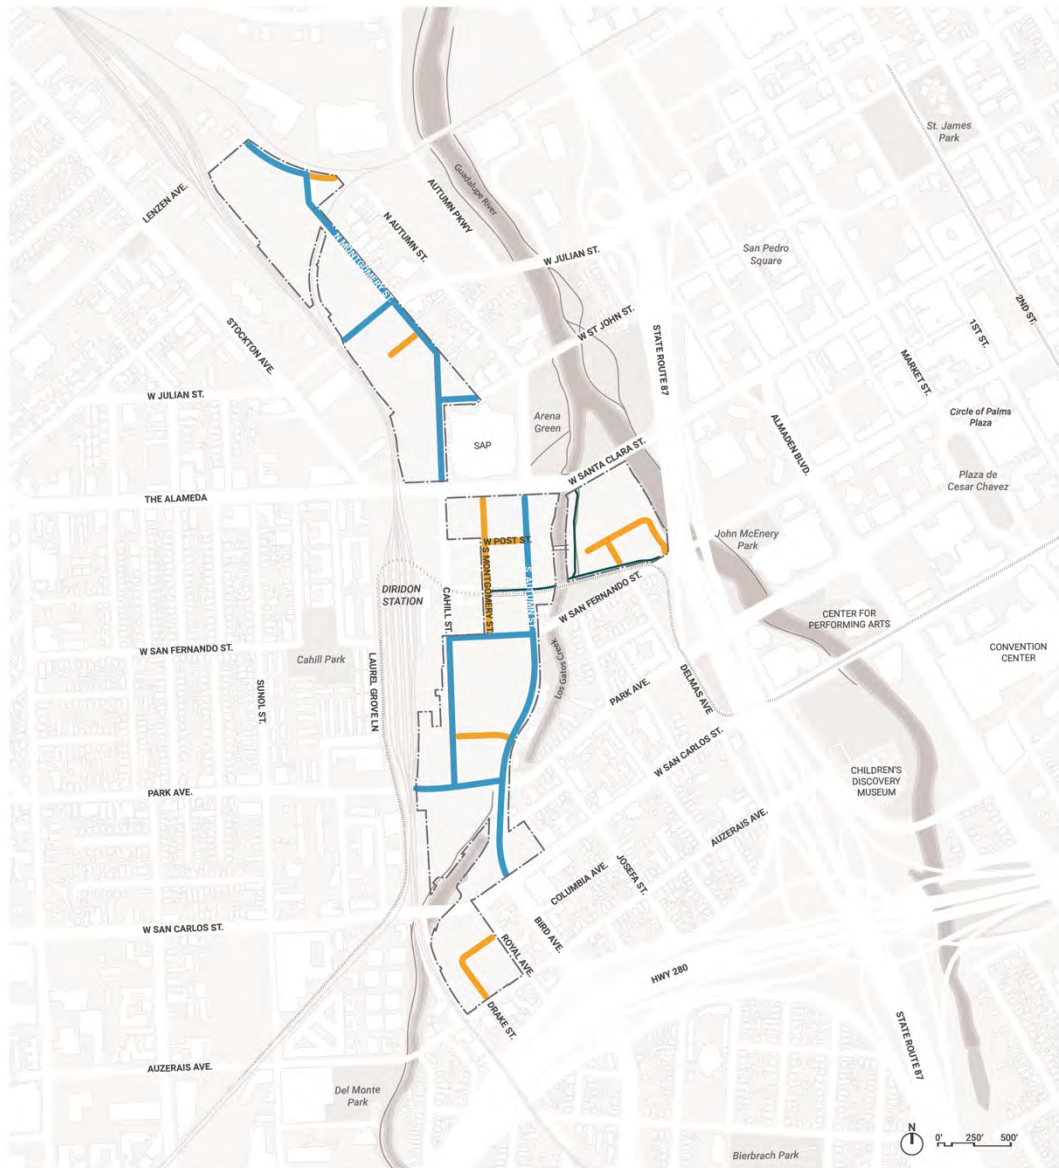 St. James
Park
Guadalupe River
LENZEN AVE.
AUTUMN PKWY
N AUTUMN ST.
N MONTGOMERY ST.
W JULIAN ST.
San Pedro
Square
2ND ST.
W ST JOHN ST.
STATE ROUTE 87
1ST ST.
STOCKTON AVE.
MARKET ST.
W JULIAN ST.
Arena
Green
ALMADEN BLVD.
Circle of Palms
Plaza
SAP
W SANTA CLARA ST.
Plaza de
Cesar Chavez
THE ALAMEDA
W POST ST.
John McEnery
Park
S MONTGOMERY ST.
S. AUTUMN ST.
DIRIDON
STATION
CAHILL ST.
W SAN FERNANDO ST.
CENTER FOR
PERFORMING ARTS
CONVENTION
CENTER
W SAN FERNANDO ST.
Cahill Park
LAUREL GROVE LN
SUNOL ST.
Los Gatos Creek
PARK AVE.
DELMAS AVE
W SAN CARLOS ST.
CHILDREN'S
DISCOVERY
MUSEUM
PARK AVE.
AUZERAIS AVE.
JOSEFA ST.
COLUMBIA AVE.
BIRD AVE.
W SAN CARLOS ST.
ROYAL AVE.
HWY 280
DRAKE ST.
STATE ROUTE 87
AUZERAIS AVE.
Del Monte
Park
N
0' 250' 500'
Bierbrach Park